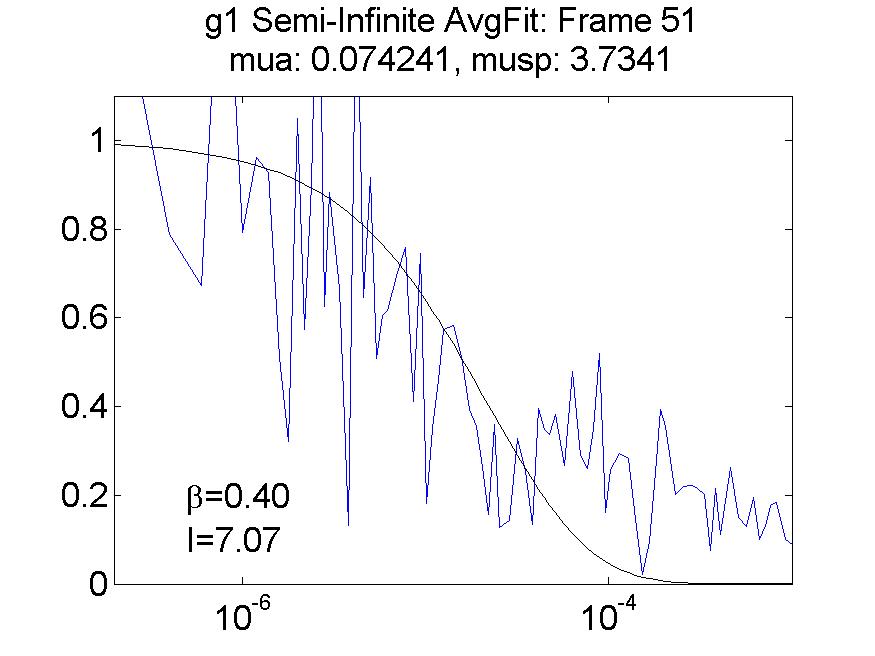 g1 Semi-Infinite AvgFit: Frame 51
mua: 0.074241, musp: 3.7341
1
0.8
0.6
0.4
0.2
0
β=0.40
I=7.07
10^-6
10^-4